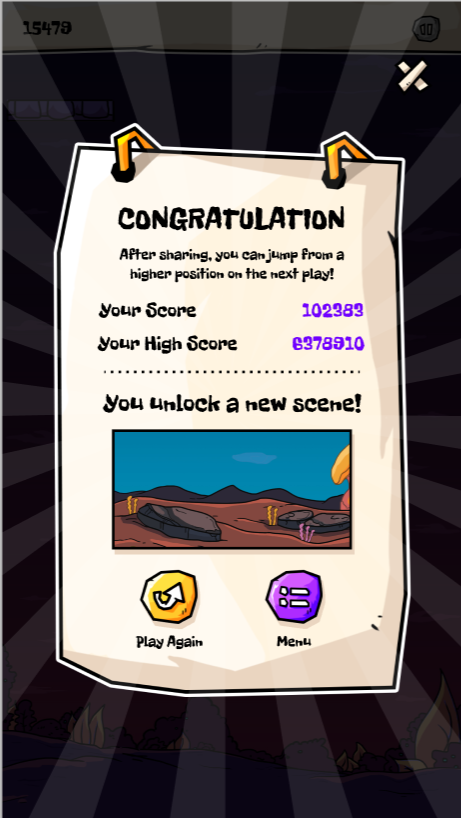 15479
CONGRATULATION
After sharing, you can jump from a
higher position on the next play!
Your Score 102383
Your High Score 6378910
You unlock a new scene!
Play Again Menu